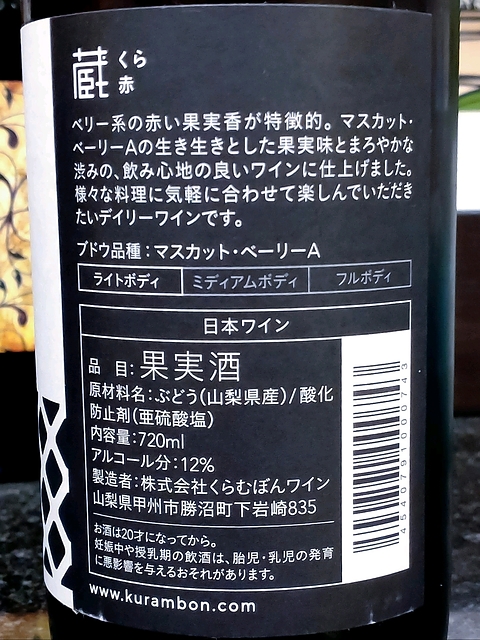 蔵 くら 赤
ベリー系の赤い果実香が特徴的。マスカット・
ベーリーAの生き生きとした果実味とまろやかな
渋みの、飲み心地の良いワインに仕上げました。
様々な料理に気軽に合わせて楽しんでいただき
たいデイリーワインです。
ブドウ品種：マスカット・ベーリーA
ライトボディ ミディアムボディ フルボディ
日本ワイン
品 目：果実酒
原材料名：ぶどう(山梨県産)/酸化
防止剤(亜硫酸塩)
内容量：720ml
アルコール分：12%
製造者：株式会社くらむぼんワイン
山梨県甲州市勝沼町下岩崎835
お酒は20才になってから。
妊娠中や授乳期の飲酒は、胎児・乳児の発育
に悪影響を与えるおそれがあります。
www.kurambon.com
4540791000743